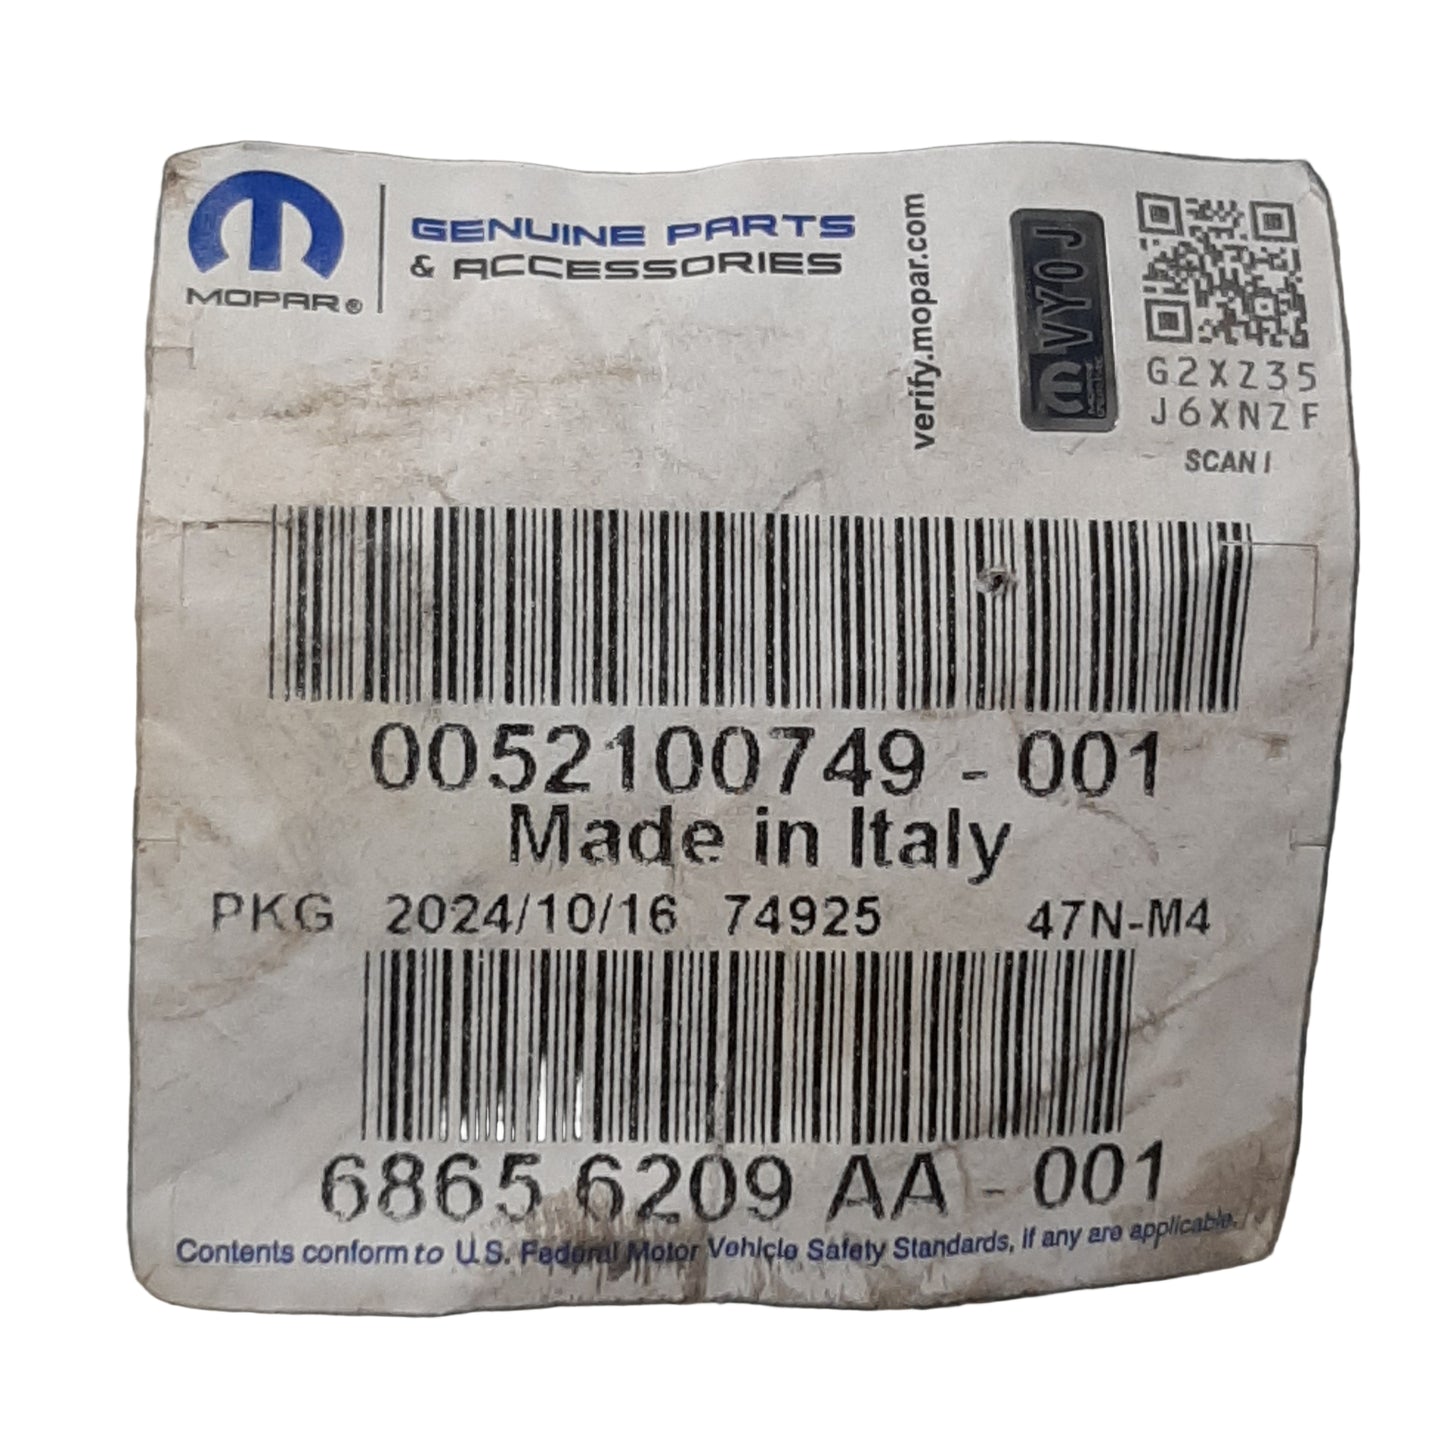 MOPAR®
GENUINE PARTS
& ACCESSORIES
verify.mopar.com
VY0J
G2XZ35
J6XNZF
SCAN
0052100749 - 001
Made in Italy
PKG 2024/10/16 74925 47N-M4
6865 6209 AA - 001
Contents conform to U.S. Federal Motor Vehicle Safety Standards, if any are applicable.